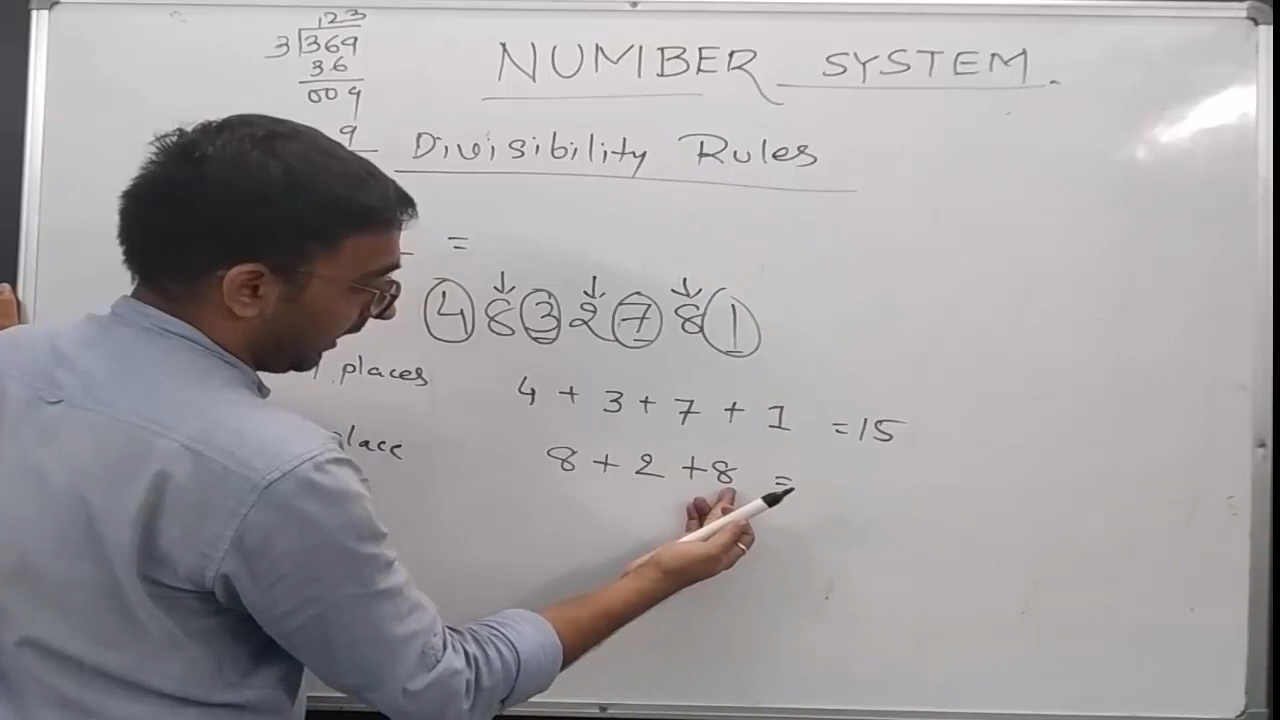 123
3 369
36
009
9
NUMBER SYSTEM.
Divisibility Rules
=
4 8 3 2 7 8 1
places
4 + 3 + 7 + 1 = 15
place
8 + 2 + 8 =